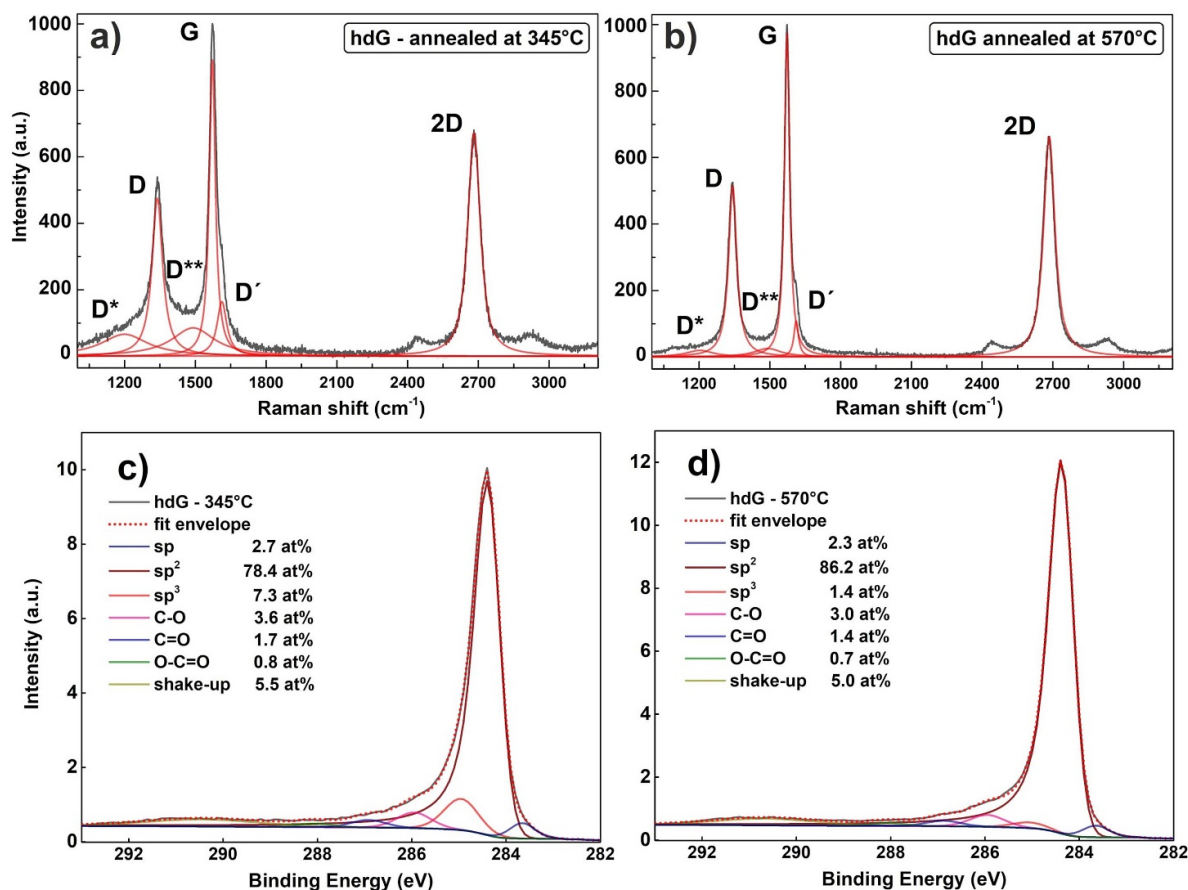 a)
hdG - annealed at 345°C
G
D
D*
D**
D´
2D
1000
800
600
400
200
0
Intensity (a.u.)
1200 1500 1800 2100 2400 2700 3000
Raman shift (cm⁻¹)
b)
hdG annealed at 570°C
G
D
D*
D**
D´
2D
1000
800
600
400
200
0
1200 1500 1800 2100 2400 2700 3000
Raman shift (cm⁻¹)
c)
hdG - 345°C
fit envelope
sp 2.7 at%
sp² 78.4 at%
sp³ 7.3 at%
C-O 3.6 at%
C=O 1.7 at%
O-C=O 0.8 at%
shake-up 5.5 at%
10
8
6
4
2
0
Intensity (a.u.)
292 290 288 286 284 282
Binding Energy (eV)
d)
hdG - 570°C
fit envelope
sp 2.3 at%
sp² 86.2 at%
sp³ 1.4 at%
C-O 3.0 at%
C=O 1.4 at%
O-C=O 0.7 at%
shake-up 5.0 at%
12
10
8
6
4
2
0
292 290 288 286 284 282
Binding Energy (eV)